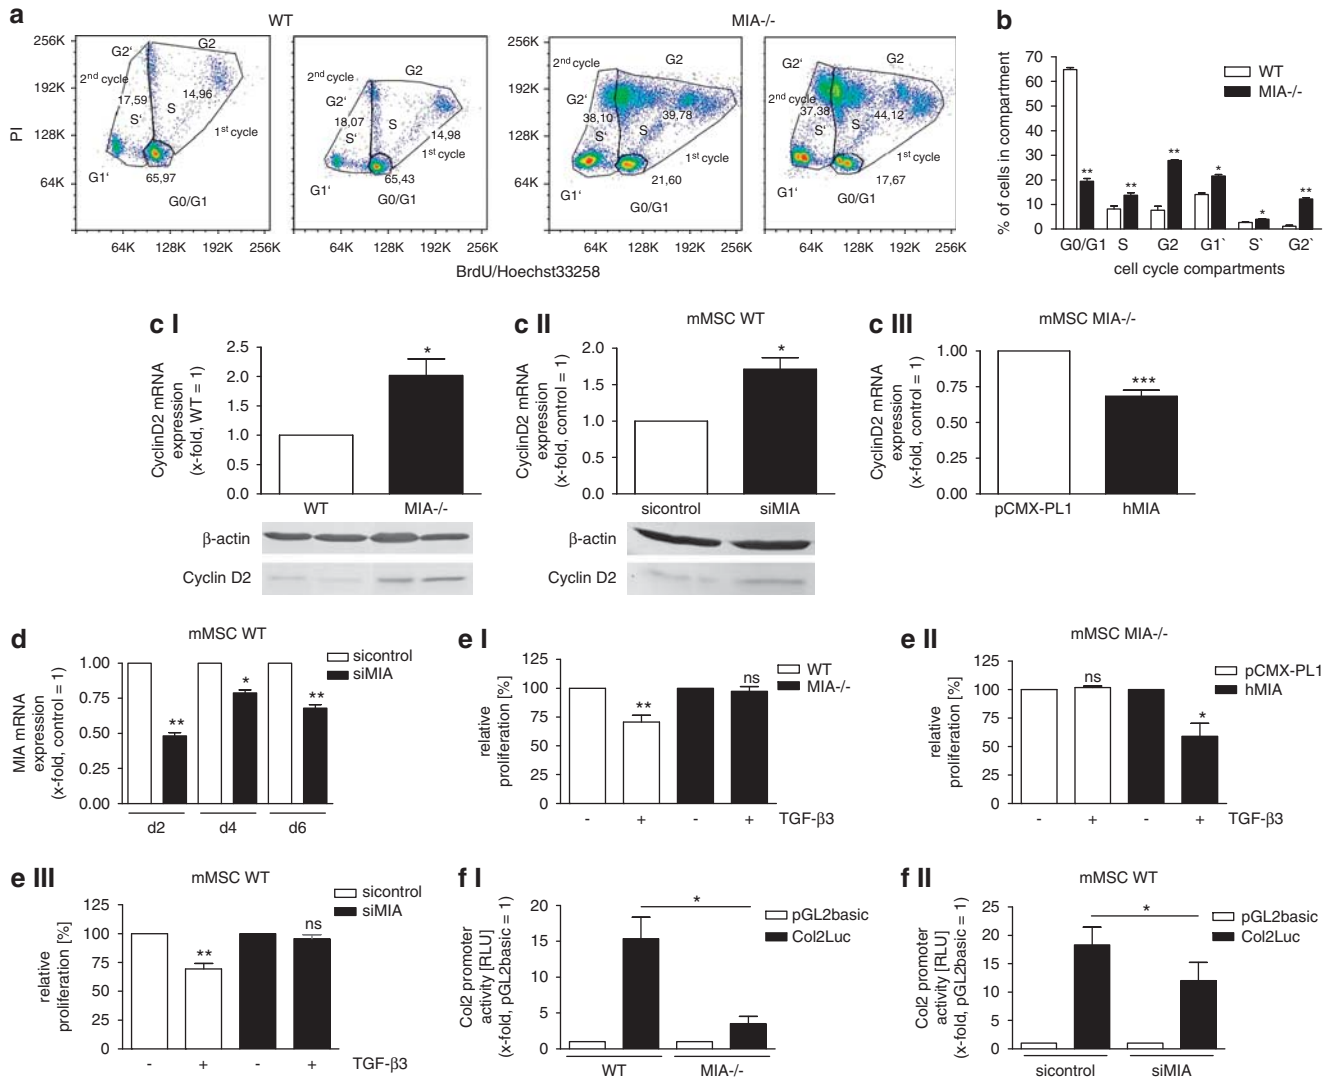 a
WT
MIA-/-
PI
256K
192K
128K
64K
G2'
G2
2nd cycle
17,59
14,96
S
S'
1st cycle
G1'
65,97
G0/G1
64K 128K 192K 256K
2nd cycle
G2
G2'
18,07
S
S'
14,98
1st cycle
G1'
65,43
G0/G1
64K 128K 192K 256K
256K
192K
128K
64K
2nd cycle
G2
G2'
38,10
39,78
S'
S
1st cycle
G1'
21,60
G0/G1
64K 128K 192K 256K
G2'
G2
2nd cycle
37,38
44,12
S'
S
1st cycle
G1'
17,67
G0/G1
64K 128K 192K 256K
BrdU/Hoechst33258
b
% of cells in compartment
70
60
50
40
30
20
10
0
WT
MIA-/-
** ** ** * * **
G0/G1 S G2 G1` S` G2`
cell cycle compartments
c I
CyclinD2 mRNA
expression
(x-fold, WT = 1)
2.5
2.0
1.5
1.0
0.5
0.0
*
WT MIA-/-
β-actin
Cyclin D2
c II
mMSC WT
CyclinD2 mRNA
expression
(x-fold, control = 1)
2.0
1.5
1.0
0.5
0.0
*
sicontrol siMIA
β-actin
Cyclin D2
c III
mMSC MIA-/-
CyclinD2 mRNA
expression
(x-fold, control = 1)
1.00
0.75
0.50
0.25
0.00
***
pCMX-PL1 hMIA
d
mMSC WT
MIA mRNA
expression
(x-fold, control = 1)
1.00
0.75
0.50
0.25
0.00
sicontrol
siMIA
** * **
d2 d4 d6
e I
relative
proliferation [%]
125
100
75
50
25
0
WT
MIA-/-
** ns
- + - + TGF-β3
e II
mMSC MIA-/-
relative
proliferation [%]
125
100
75
50
25
0
pCMX-PL1
hMIA
ns *
- + - + TGF-β3
e III
mMSC WT
relative
proliferation [%]
125
100
75
50
25
0
sicontrol
siMIA
** ns
- + - + TGF-β3
f I
Col2 promoter
activity [RLU]
(x-fold, pGL2basic = 1)
20
15
10
5
0
*
pGL2basic
Col2Luc
WT MIA-/-
f II
mMSC WT
Col2 promoter
activity [RLU]
(x-fold, pGL2basic = 1)
25
20
15
10
5
0
*
pGL2basic
Col2Luc
sicontrol siMIA